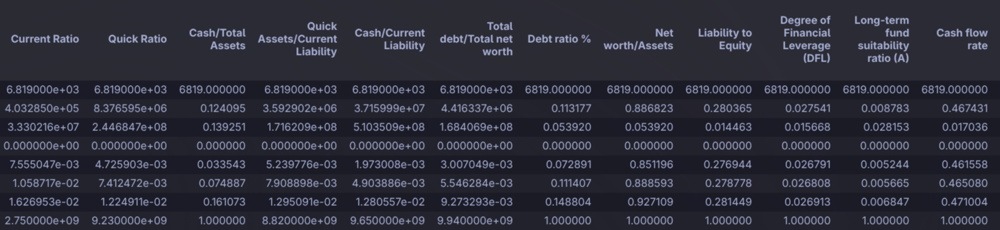 Current Ratio Quick Ratio Cash/Total Assets Quick Assets/Current Liability Cash/Current Liability Total debt/Total net worth Debt ratio % Net worth/Assets Liability to Equity Degree of Financial Leverage (DFL) Long-term fund suitability ratio (A) Cash flow rate
6.819000e+03 6.819000e+03 6819.000000 6.819000e+03 6.819000e+03 6.819000e+03 6819.000000 6819.000000 6819.000000 6819.000000 6819.000000 6819.000000
4.032850e+05 8.376595e+06 0.124095 3.592902e+06 3.715999e+07 4.416337e+06 0.113177 0.886823 0.280365 0.027541 0.008783 0.467431
3.330216e+07 2.446847e+08 0.139251 1.716209e+08 5.103509e+08 1.684069e+08 0.053920 0.053920 0.014463 0.015668 0.028153 0.017036
0.000000e+00 0.000000e+00 0.000000 0.000000e+00 0.000000e+00 0.000000e+00 0.000000 0.000000 0.000000 0.000000 0.000000 0.000000
7.555047e-03 4.725903e-03 0.033543 5.239776e-03 1.973008e-03 3.007049e-03 0.072891 0.851196 0.276944 0.026791 0.005244 0.461558
1.058717e-02 7.412472e-03 0.074887 7.908898e-03 4.903886e-03 5.546284e-03 0.111407 0.888593 0.278778 0.026808 0.005665 0.465080
1.626953e-02 1.224911e-02 0.161073 1.295091e-02 1.280557e-02 9.273293e-03 0.148804 0.927109 0.281449 0.026913 0.006847 0.471004
2.750000e+09 9.230000e+09 1.000000 8.820000e+09 9.650000e+09 9.940000e+09 1.000000 1.000000 1.000000 1.000000 1.000000 1.000000